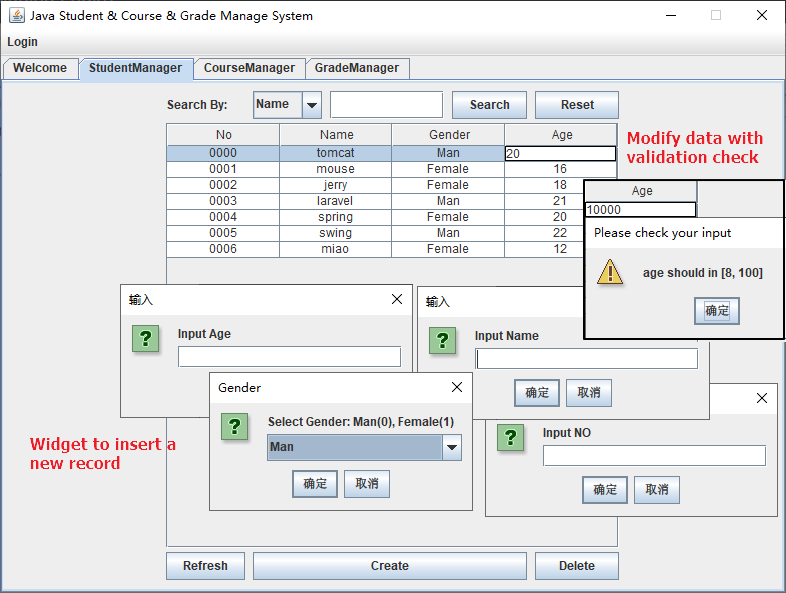 Java Student & Course & Grade Manage System
Login
Welcome StudentManager CourseManager GradeManager
Search By: Name Search Reset
No Name Gender Age
0000 tomcat Man 20
0001 mouse Female 16
0002 jerry Female 18
0003 laravel Man 21
0004 spring Female 20
0005 swing Man 22
0006 miao Female 12
Modify data with
validation check
Age
10000
Please check your input
age should in [8, 100]
确定
输入
Input Age
输入
Input Name
确定 取消
Gender
Select Gender: Man(0), Female(1)
Man
确定 取消
Input NO
确定 取消
Widget to insert a
new record
Refresh Create Delete